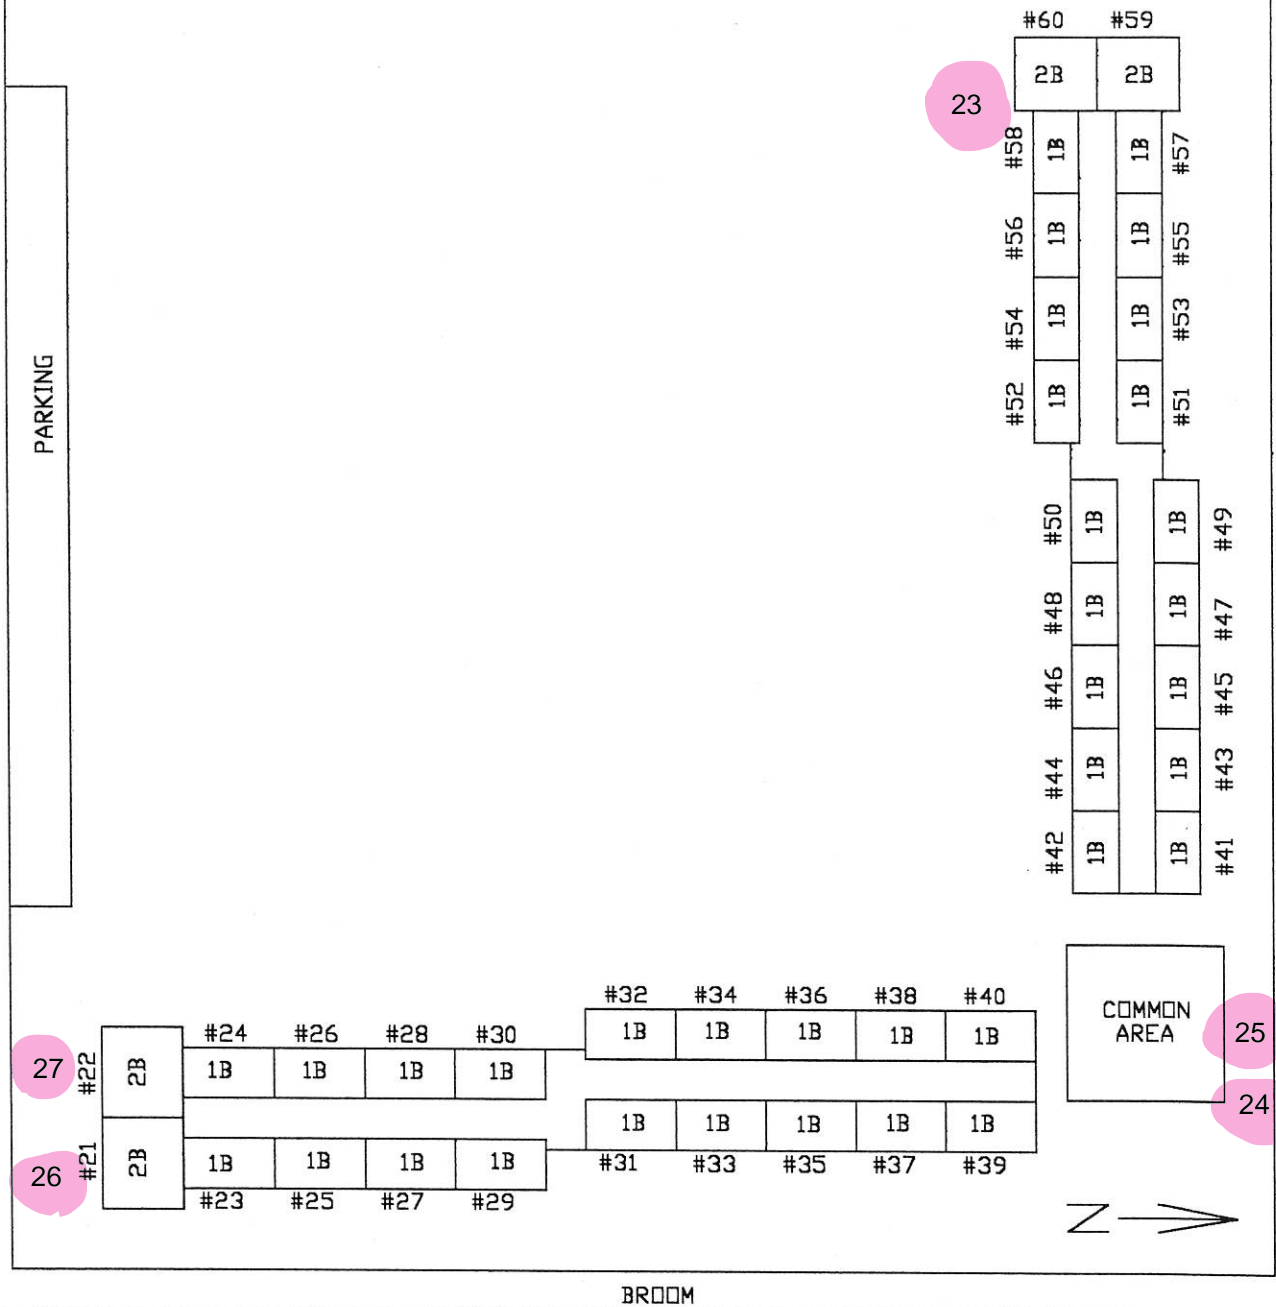 #60 #59
2B 2B
23
#58 1B 1B #57
#56 1B 1B #55
#54 1B 1B #53
#52 1B 1B #51
PARKING
#50 1B 1B #49
#48 1B 1B #47
#46 1B 1B #45
#44 1B 1B #43
#42 1B 1B #41
COMMON
AREA
25
24
#32 #34 #36 #38 #40
1B 1B 1B 1B 1B
#24 #26 #28 #30
27 #22 2B 1B 1B 1B 1B
1B 1B 1B 1B 1B
#31 #33 #35 #37 #39
26 #21 2B 1B 1B 1B 1B
#23 #25 #27 #29
N
BROOM